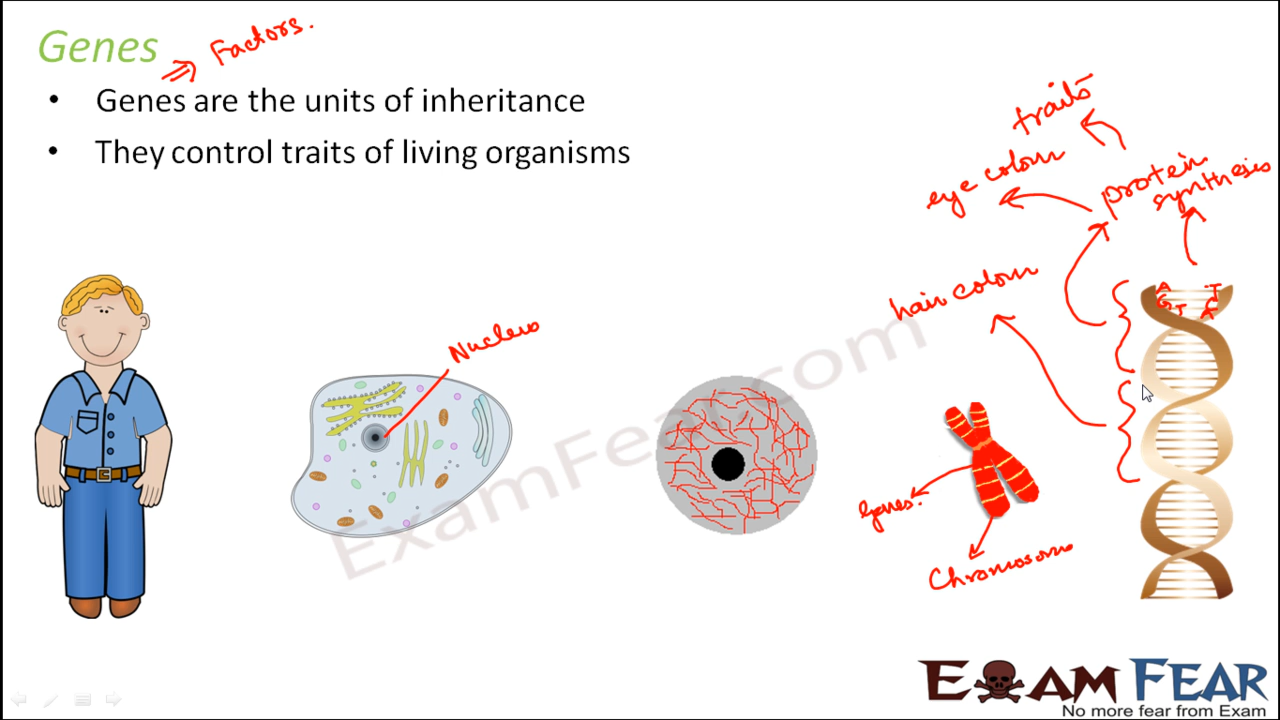 Genes
⇒ Factors.
• Genes are the units of inheritance
• They control traits of living organisms
traits
eye colour
protein
synthesis
hair colour
A T
G C
T A
Nucleus
Genes.
Chromosome
ExamFear.com
EXAM FEAR
No more fear from Exam